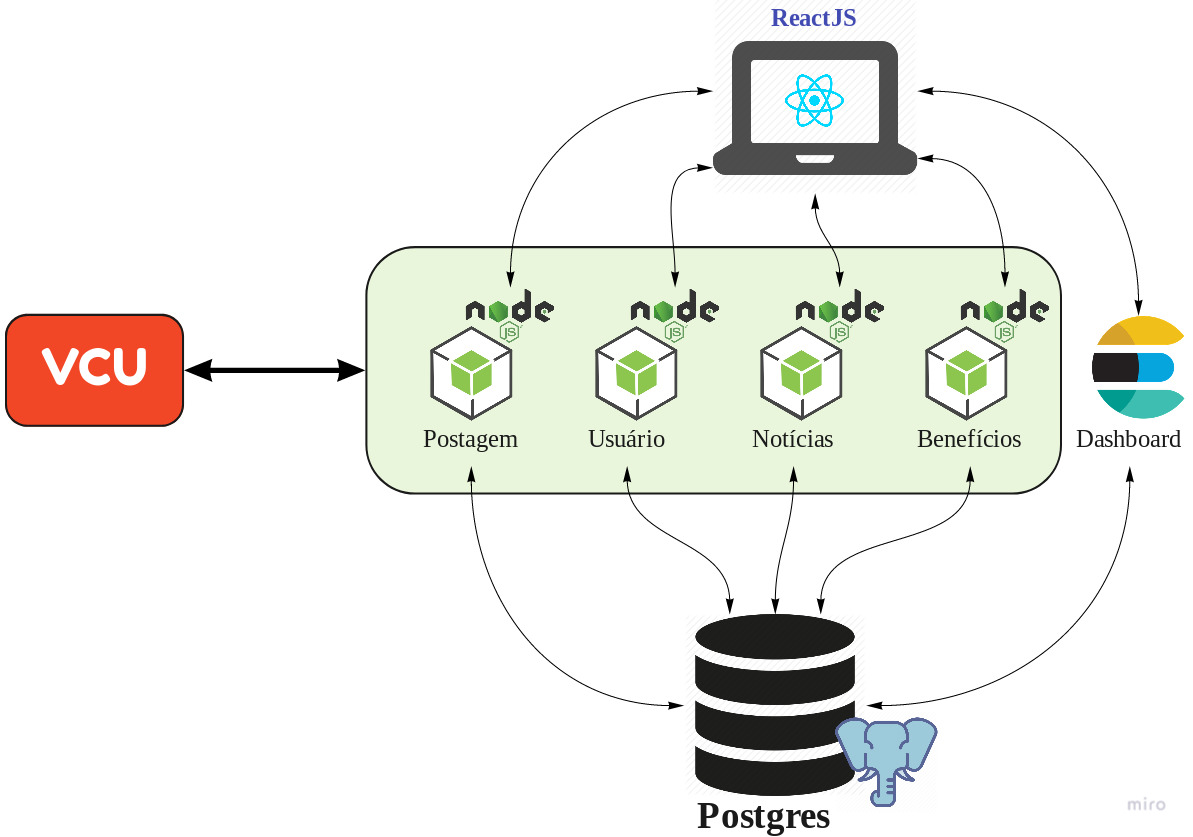 ReactJS
node
JS
node
JS
node
JS
node
JS
VCU
Postagem
Usuário
Notícias
Benefícios
Dashboard
Postgres
miro